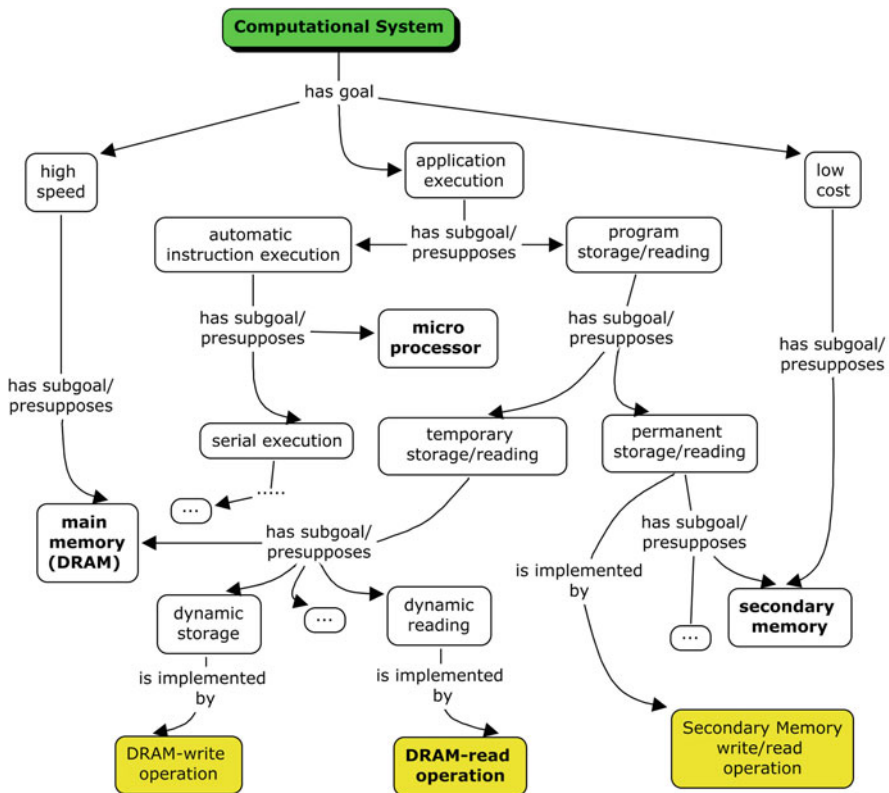 Computational System
has goal
high
speed
application
execution
low
cost
automatic
instruction execution
has subgoal/
presupposes
program
storage/reading
has subgoal/
presupposes
micro
processor
has subgoal/
presupposes
has subgoal/
presupposes
has subgoal/
presupposes
serial execution
temporary
storage/reading
permanent
storage/reading
.....
...
main
memory
(DRAM)
has subgoal/
presupposes
has subgoal/
presupposes
is implemented
by
dynamic
storage
...
dynamic
reading
...
secondary
memory
is implemented
by
is implemented
by
DRAM-write
operation
DRAM-read
operation
Secondary Memory
write/read
operation